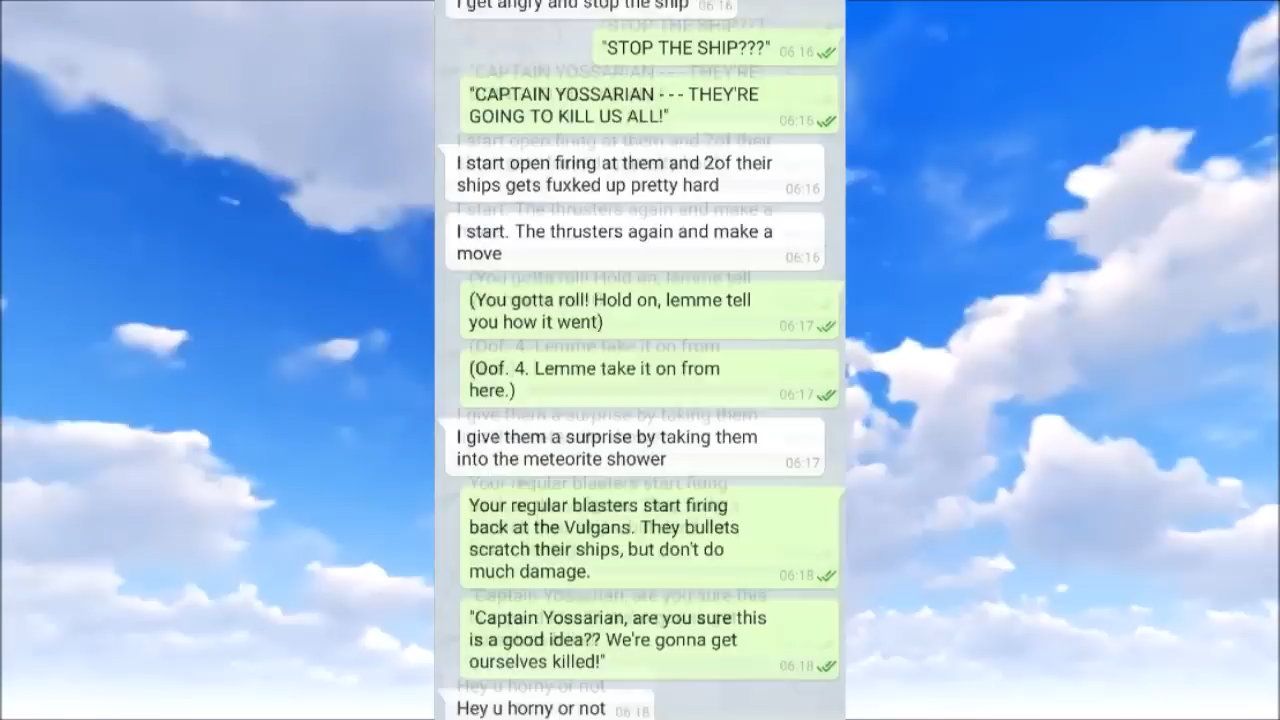 I get angry and stop the ship 06:16
"STOP THE SHIP???" 06:16
"CAPTAIN YOSSARIAN - - - THEY'RE
GOING TO KILL US ALL!" 06:16
I start open firing at them and 2of their
ships gets fuxked up pretty hard 06:16
I start. The thrusters again and make a
move 06:16
(You gotta roll! Hold on, lemme tell
you how it went) 06:17
(Oof. 4. Lemme take it on from
here.) 06:17
I give them a surprise by taking them
into the meteorite shower 06:17
Your regular blasters start firing
back at the Vulgans. They bullets
scratch their ships, but don't do
much damage. 06:18
"Captain Yossarian, are you sure this
is a good idea?? We're gonna get
ourselves killed!" 06:18
Hey u horny or not 06:18